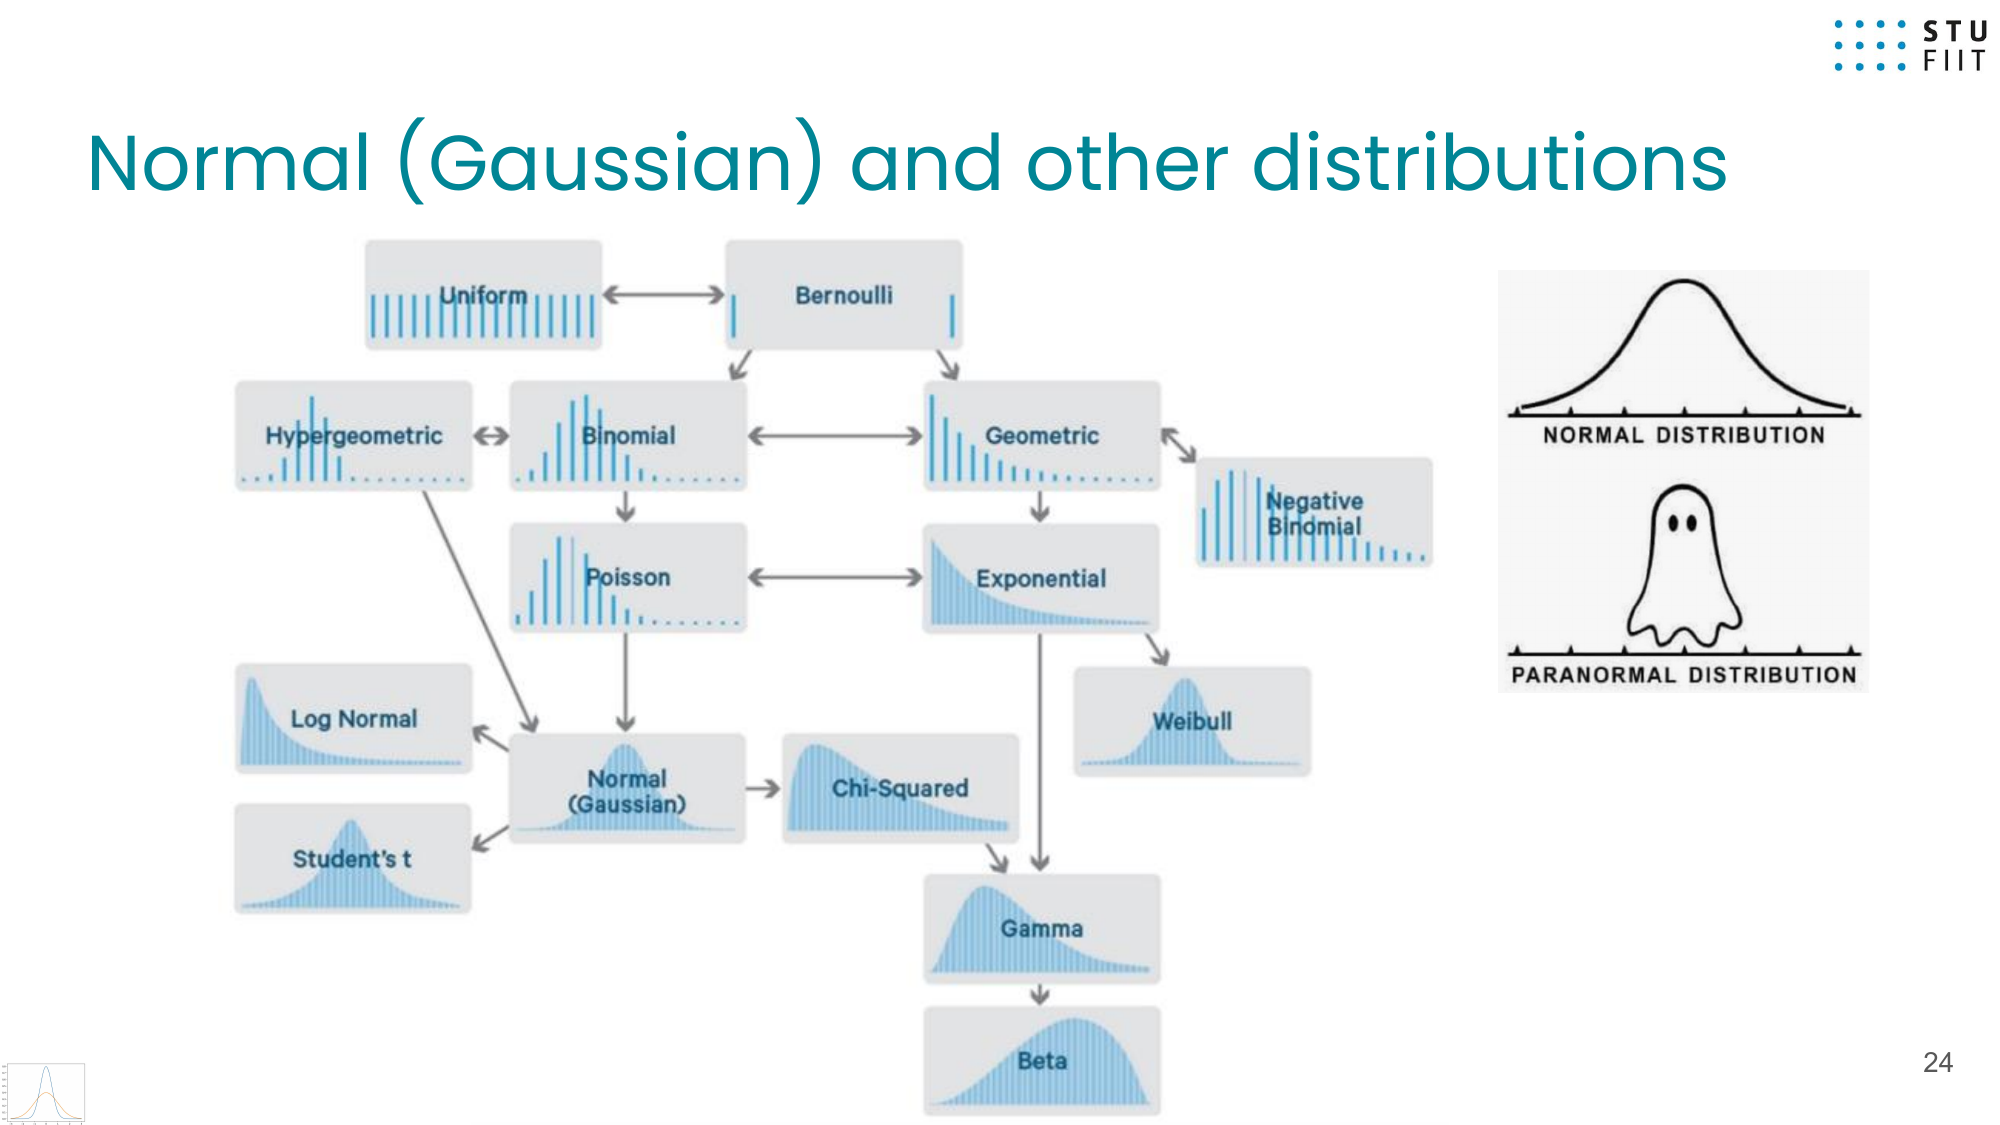 STU
FIIT
Normal (Gaussian) and other distributions
Uniform
Bernoulli
Hypergeometric
Binomial
Geometric
Negative
Binomial
Poisson
Exponential
Log Normal
Weibull
Normal
(Gaussian)
Chi-Squared
Student's t
Gamma
Beta
NORMAL DISTRIBUTION
PARANORMAL DISTRIBUTION
24